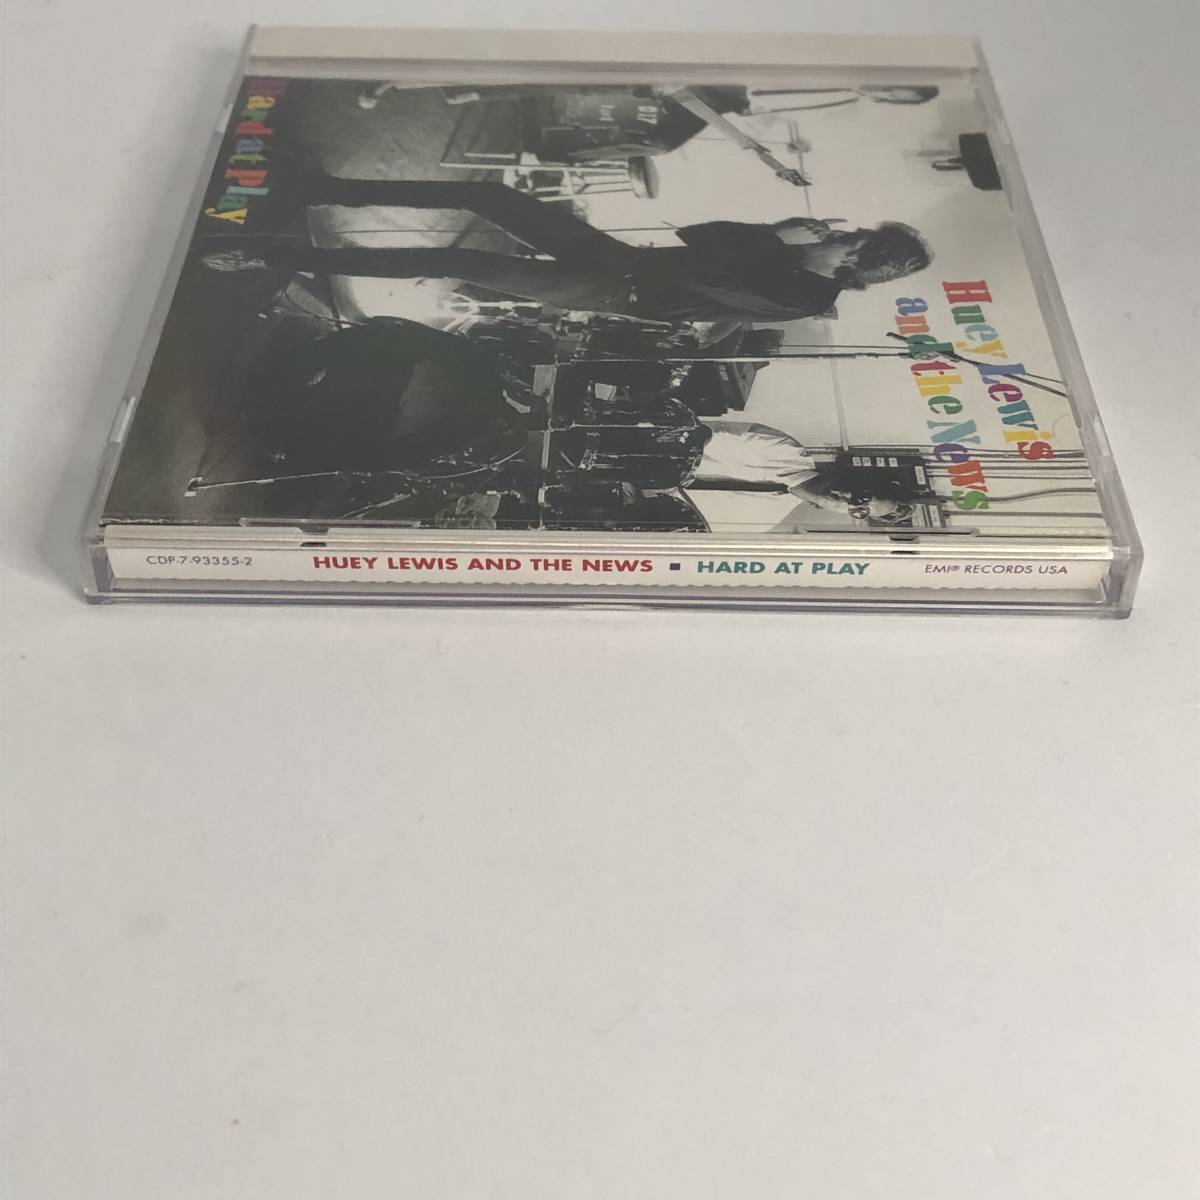 Huey Lewis
and the News
Hard at Play
CDP-7-93355-2 HUEY LEWIS AND THE NEWS ▪ HARD AT PLAY EMI® RECORDS USA